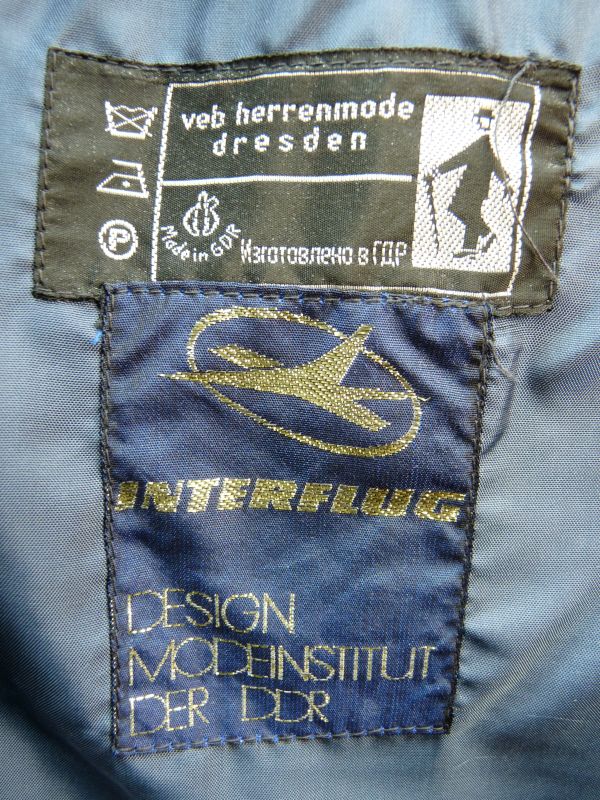 veb herrenmode
dresden
Made in GDR
Изготовлено в ГДР
P
INTERFLUG
DESIGN
MODEINSTITUT
DER DDR